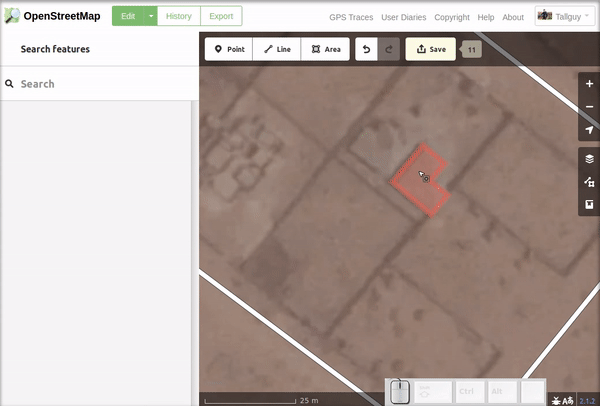 OpenStreetMap
Edit
History
Export
GPS Traces
User Diaries
Copyright
Help
About
Tallguy
Search features
Point
Line
Area
Save
11
Search
25 m
Ctrl
Alt
2.1.2